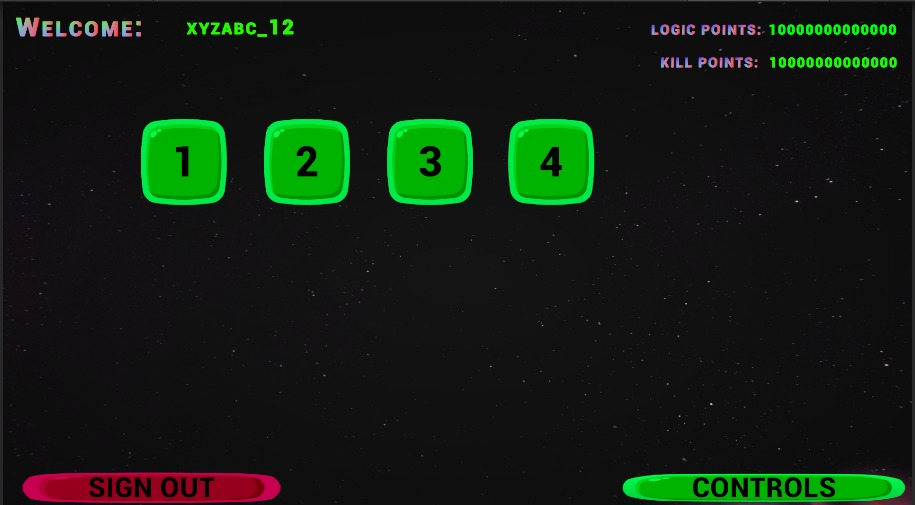 WELCOME: XYZABC_12
LOGIC POINTS: 10000000000000
KILL POINTS: 10000000000000
1 2 3 4
SIGN OUT CONTROLS